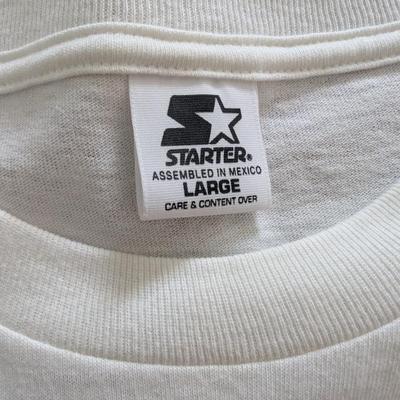 STARTER®
ASSEMBLED IN MEXICO
LARGE
CARE & CONTENT OVER